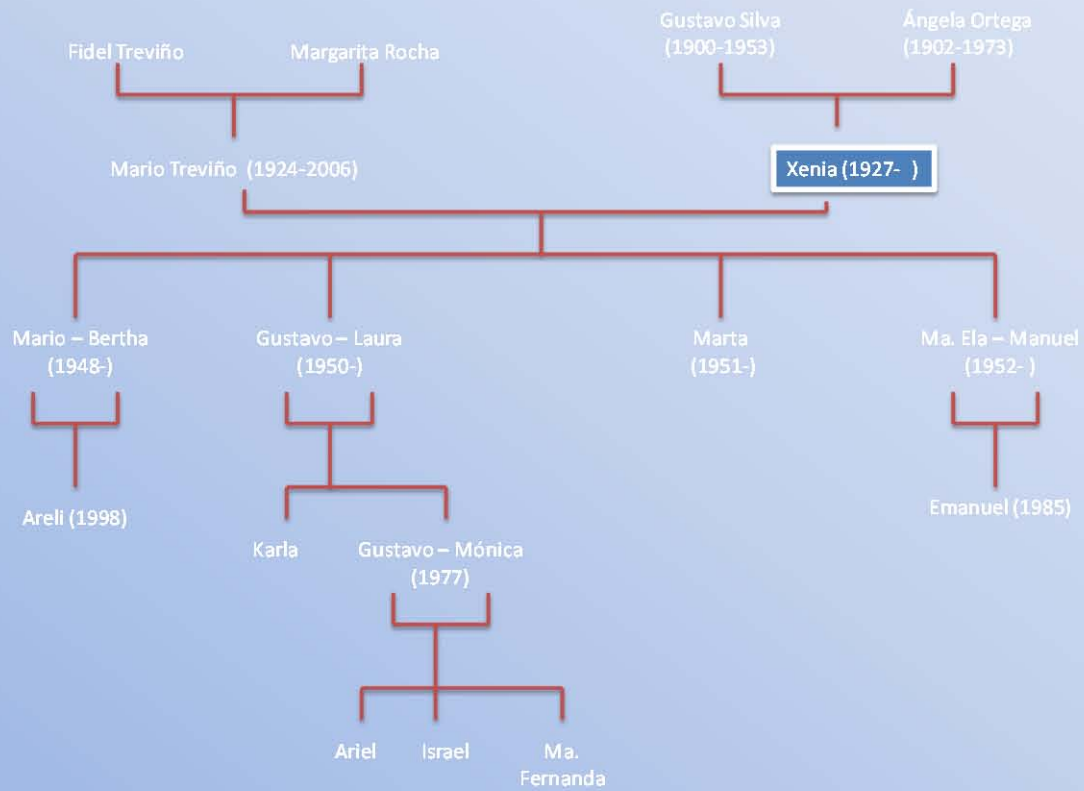 Gustavo Silva
(1900-1953)
Ángela Ortega
(1902-1973)
Fidel Treviño
Margarita Rocha
Mario Treviño (1924-2006)
Xenia (1927- )
Mario – Bertha
(1948-)
Gustavo – Laura
(1950-)
Marta
(1951-)
Ma. Ela – Manuel
(1952- )
Areli (1998)
Emanuel (1985)
Karla
Gustavo – Mónica
(1977)
Ariel
Israel
Ma.
Fernanda